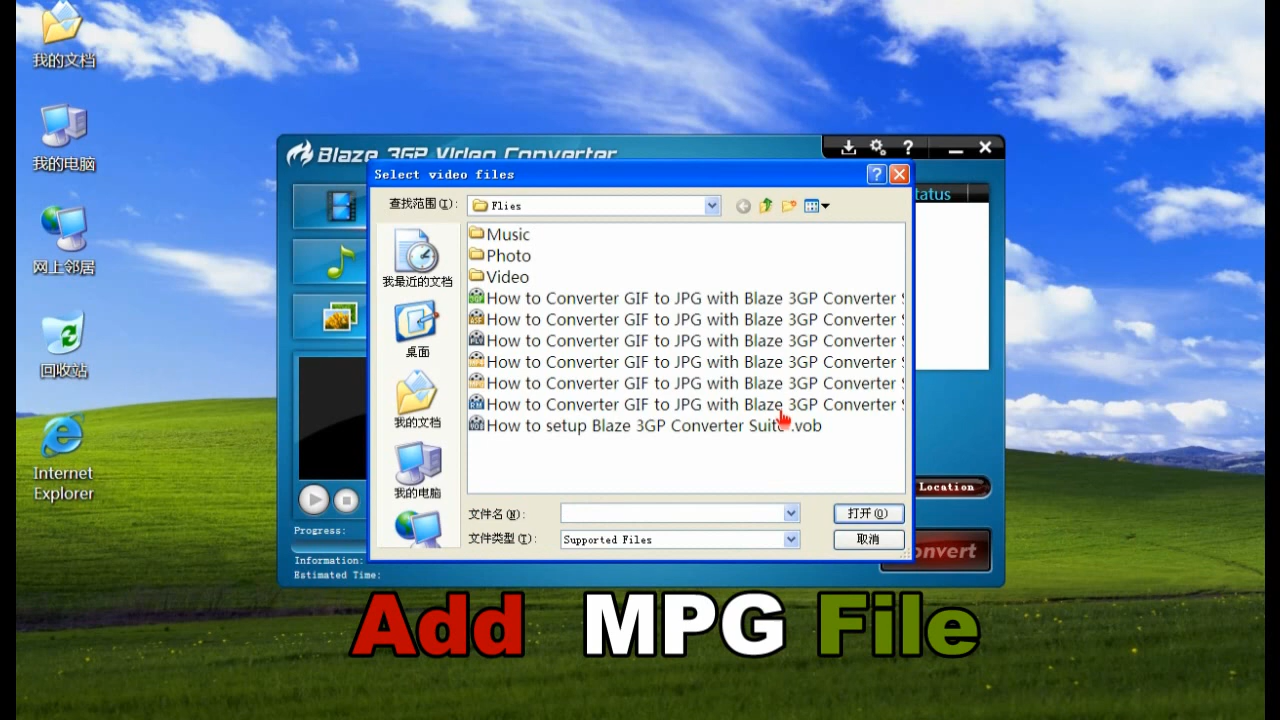 我的文档
我的电脑
网上邻居
回收站
Internet
Explorer
Blaze 3GP Video Converter
?
Select video files
?
查找范围(I):
Flies
我最近的文档
桌面
我的文档
我的电脑
Music
Photo
Video
How to Converter GIF to JPG with Blaze 3GP Converter S
How to Converter GIF to JPG with Blaze 3GP Converter S
How to Converter GIF to JPG with Blaze 3GP Converter S
How to Converter GIF to JPG with Blaze 3GP Converter S
How to Converter GIF to JPG with Blaze 3GP Converter S
How to Converter GIF to JPG with Blaze 3GP Converter S
How to setup Blaze 3GP Converter Suite.vob
文件名(N):
打开(O)
文件类型(T):
Supported Files
取消
tatus
Location
onvert
Progress:
Information:
Estimated Time:
Add MPG File